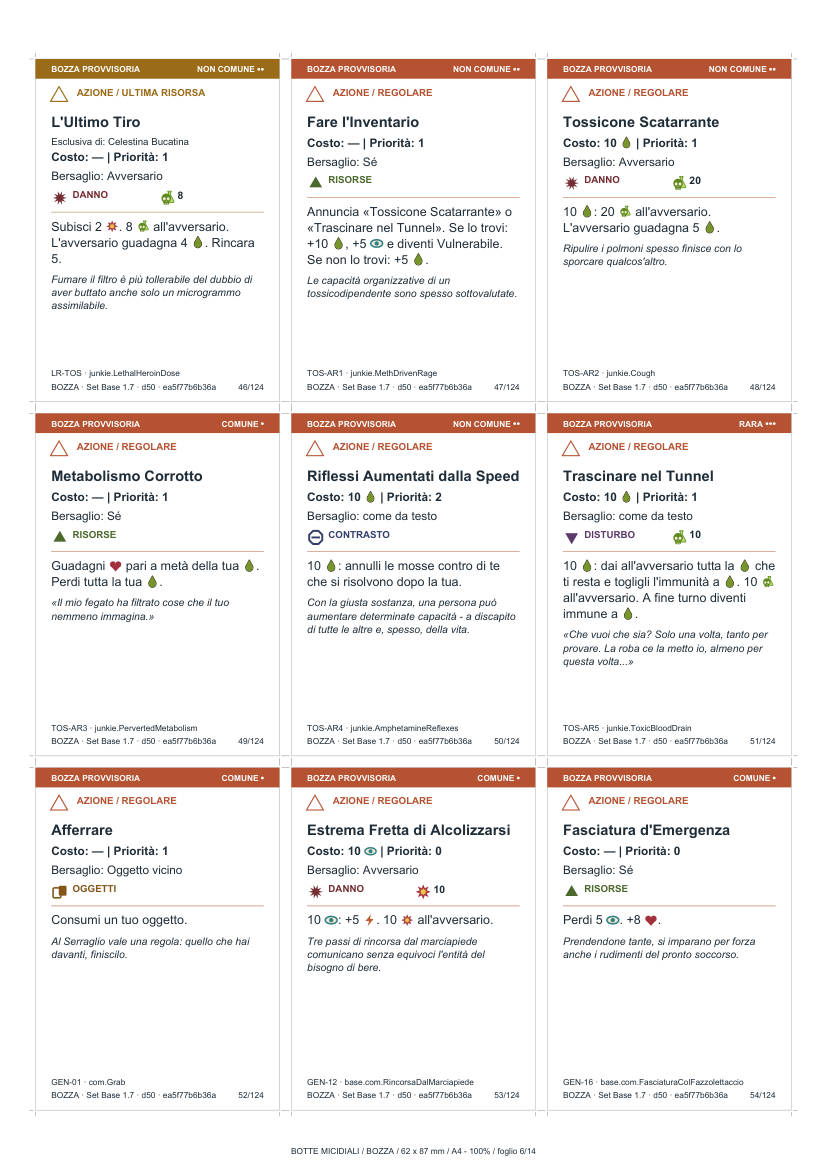 BOZZA PROVVISORIA NON COMUNE ••
AZIONE / ULTIMA RISORSA
L'Ultimo Tiro
Esclusiva di: Celestina Bucatina
Costo: — | Priorità: 1
Bersaglio: Avversario
DANNO 8
Subisci 2 . 8 all'avversario.
L'avversario guadagna 4 . Rincara
5.
Fumare il filtro è più tollerabile del dubbio di
aver buttato anche solo un microgrammo
assimilabile.
LR-TOS · junkie.LethalHeroinDose
BOZZA · Set Base 1.7 · d50 · ea5f77b6b36a 46/124
BOZZA PROVVISORIA NON COMUNE ••
AZIONE / REGOLARE
Fare l'Inventario
Costo: — | Priorità: 1
Bersaglio: Sé
RISORSE
Annuncia «Tossicone Scatarrante» o
«Trascinare nel Tunnel». Se lo trovi:
+10 , +5 e diventi Vulnerabile.
Se non lo trovi: +5 .
Le capacità organizzative di un
tossicodipendente sono spesso sottovalutate.
TOS-AR1 · junkie.MethDrivenRage
BOZZA · Set Base 1.7 · d50 · ea5f77b6b36a 47/124
BOZZA PROVVISORIA NON COMUNE ••
AZIONE / REGOLARE
Tossicone Scatarrante
Costo: 10 | Priorità: 1
Bersaglio: Avversario
DANNO 20
10 : 20 all'avversario.
L'avversario guadagna 5 .
Ripulire i polmoni spesso finisce con lo
sporcare qualcos'altro.
TOS-AR2 · junkie.Cough
BOZZA · Set Base 1.7 · d50 · ea5f77b6b36a 48/124
BOZZA PROVVISORIA COMUNE •
AZIONE / REGOLARE
Metabolismo Corrotto
Costo: — | Priorità: 1
Bersaglio: Sé
RISORSE
Guadagni pari a metà della tua .
Perdi tutta la tua .
«Il mio fegato ha filtrato cose che il tuo
nemmeno immagina.»
TOS-AR3 · junkie.PervertedMetabolism
BOZZA · Set Base 1.7 · d50 · ea5f77b6b36a 49/124
BOZZA PROVVISORIA NON COMUNE ••
AZIONE / REGOLARE
Riflessi Aumentati dalla Speed
Costo: 10 | Priorità: 2
Bersaglio: come da testo
CONTRASTO
10 : annulli le mosse contro di te
che si risolvono dopo la tua.
Con la giusta sostanza, una persona può
aumentare determinate capacità - a discapito
di tutte le altre e, spesso, della vita.
TOS-AR4 · junkie.AmphetamineReflexes
BOZZA · Set Base 1.7 · d50 · ea5f77b6b36a 50/124
BOZZA PROVVISORIA RARA •••
AZIONE / REGOLARE
Trascinare nel Tunnel
Costo: 10 | Priorità: 1
Bersaglio: come da testo
DISTURBO 10
10 : dai all'avversario tutta la che
ti resta e togligli l'immunità a . 10
all'avversario. A fine turno diventi
immune a .
«Che vuoi che sia? Solo una volta, tanto per
provare. La roba ce la metto io, almeno per
questa volta...»
TOS-AR5 · junkie.ToxicBloodDrain
BOZZA · Set Base 1.7 · d50 · ea5f77b6b36a 51/124
BOZZA PROVVISORIA COMUNE •
AZIONE / REGOLARE
Afferrare
Costo: — | Priorità: 1
Bersaglio: Oggetto vicino
OGGETTI
Consumi un tuo oggetto.
Al Serraglio vale una regola: quello che hai
davanti, finiscilo.
GEN-01 · com.Grab
BOZZA · Set Base 1.7 · d50 · ea5f77b6b36a 52/124
BOZZA PROVVISORIA COMUNE •
AZIONE / REGOLARE
Estrema Fretta di Alcolizzarsi
Costo: 10 | Priorità: 0
Bersaglio: Avversario
DANNO 10
10 : +5 . 10 all'avversario.
Tre passi di rincorsa dal marciapiede
comunicano senza equivoci l'entità del
bisogno di bere.
GEN-12 · base.com.RincorsaDalMarciapiede
BOZZA · Set Base 1.7 · d50 · ea5f77b6b36a 53/124
BOZZA PROVVISORIA COMUNE •
AZIONE / REGOLARE
Fasciatura d'Emergenza
Costo: — | Priorità: 0
Bersaglio: Sé
RISORSE
Perdi 5 . +8 .
Prendendone tante, si imparano per forza
anche i rudimenti del pronto soccorso.
GEN-16 · base.com.FasciaturaColFazzolettaccio
BOZZA · Set Base 1.7 · d50 · ea5f77b6b36a 54/124
BOTTE MICIDIALI / BOZZA / 62 x 87 mm / A4 - 100% / foglio 6/14